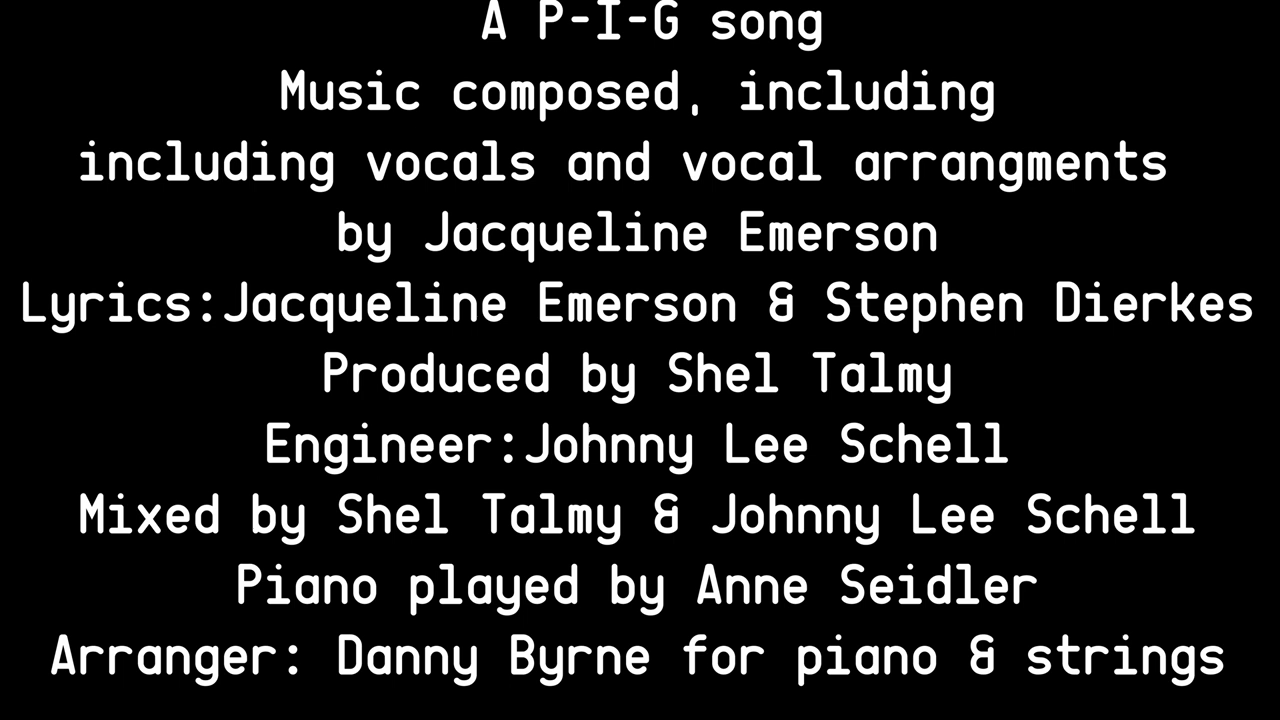 A P-I-G song
Music composed, including
including vocals and vocal arrangments
by Jacqueline Emerson
Lyrics:Jacqueline Emerson & Stephen Dierkes
Produced by Shel Talmy
Engineer:Johnny Lee Schell
Mixed by Shel Talmy & Johnny Lee Schell
Piano played by Anne Seidler
Arranger: Danny Byrne for piano & strings